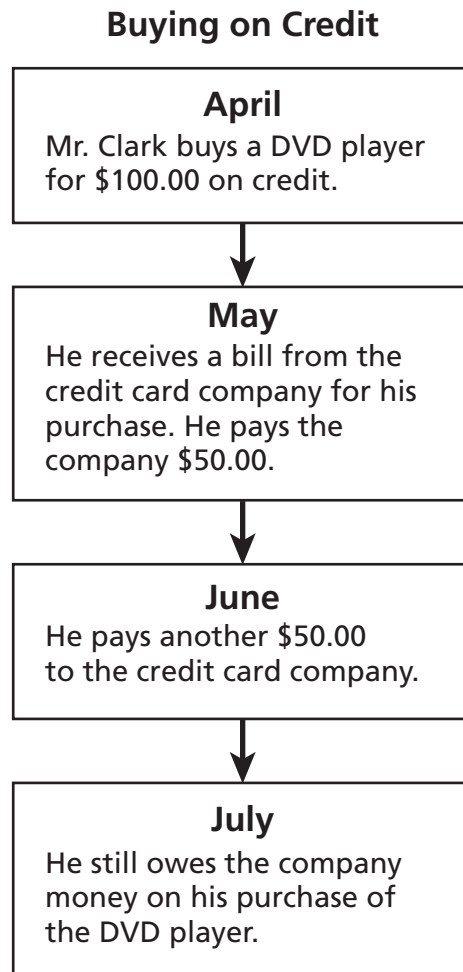 Buying on Credit
April
Mr. Clark buys a DVD player
for $100.00 on credit.
May
He receives a bill from the
credit card company for his
purchase. He pays the
company $50.00.
June
He pays another $50.00
to the credit card company.
July
He still owes the company
money on his purchase of
the DVD player.